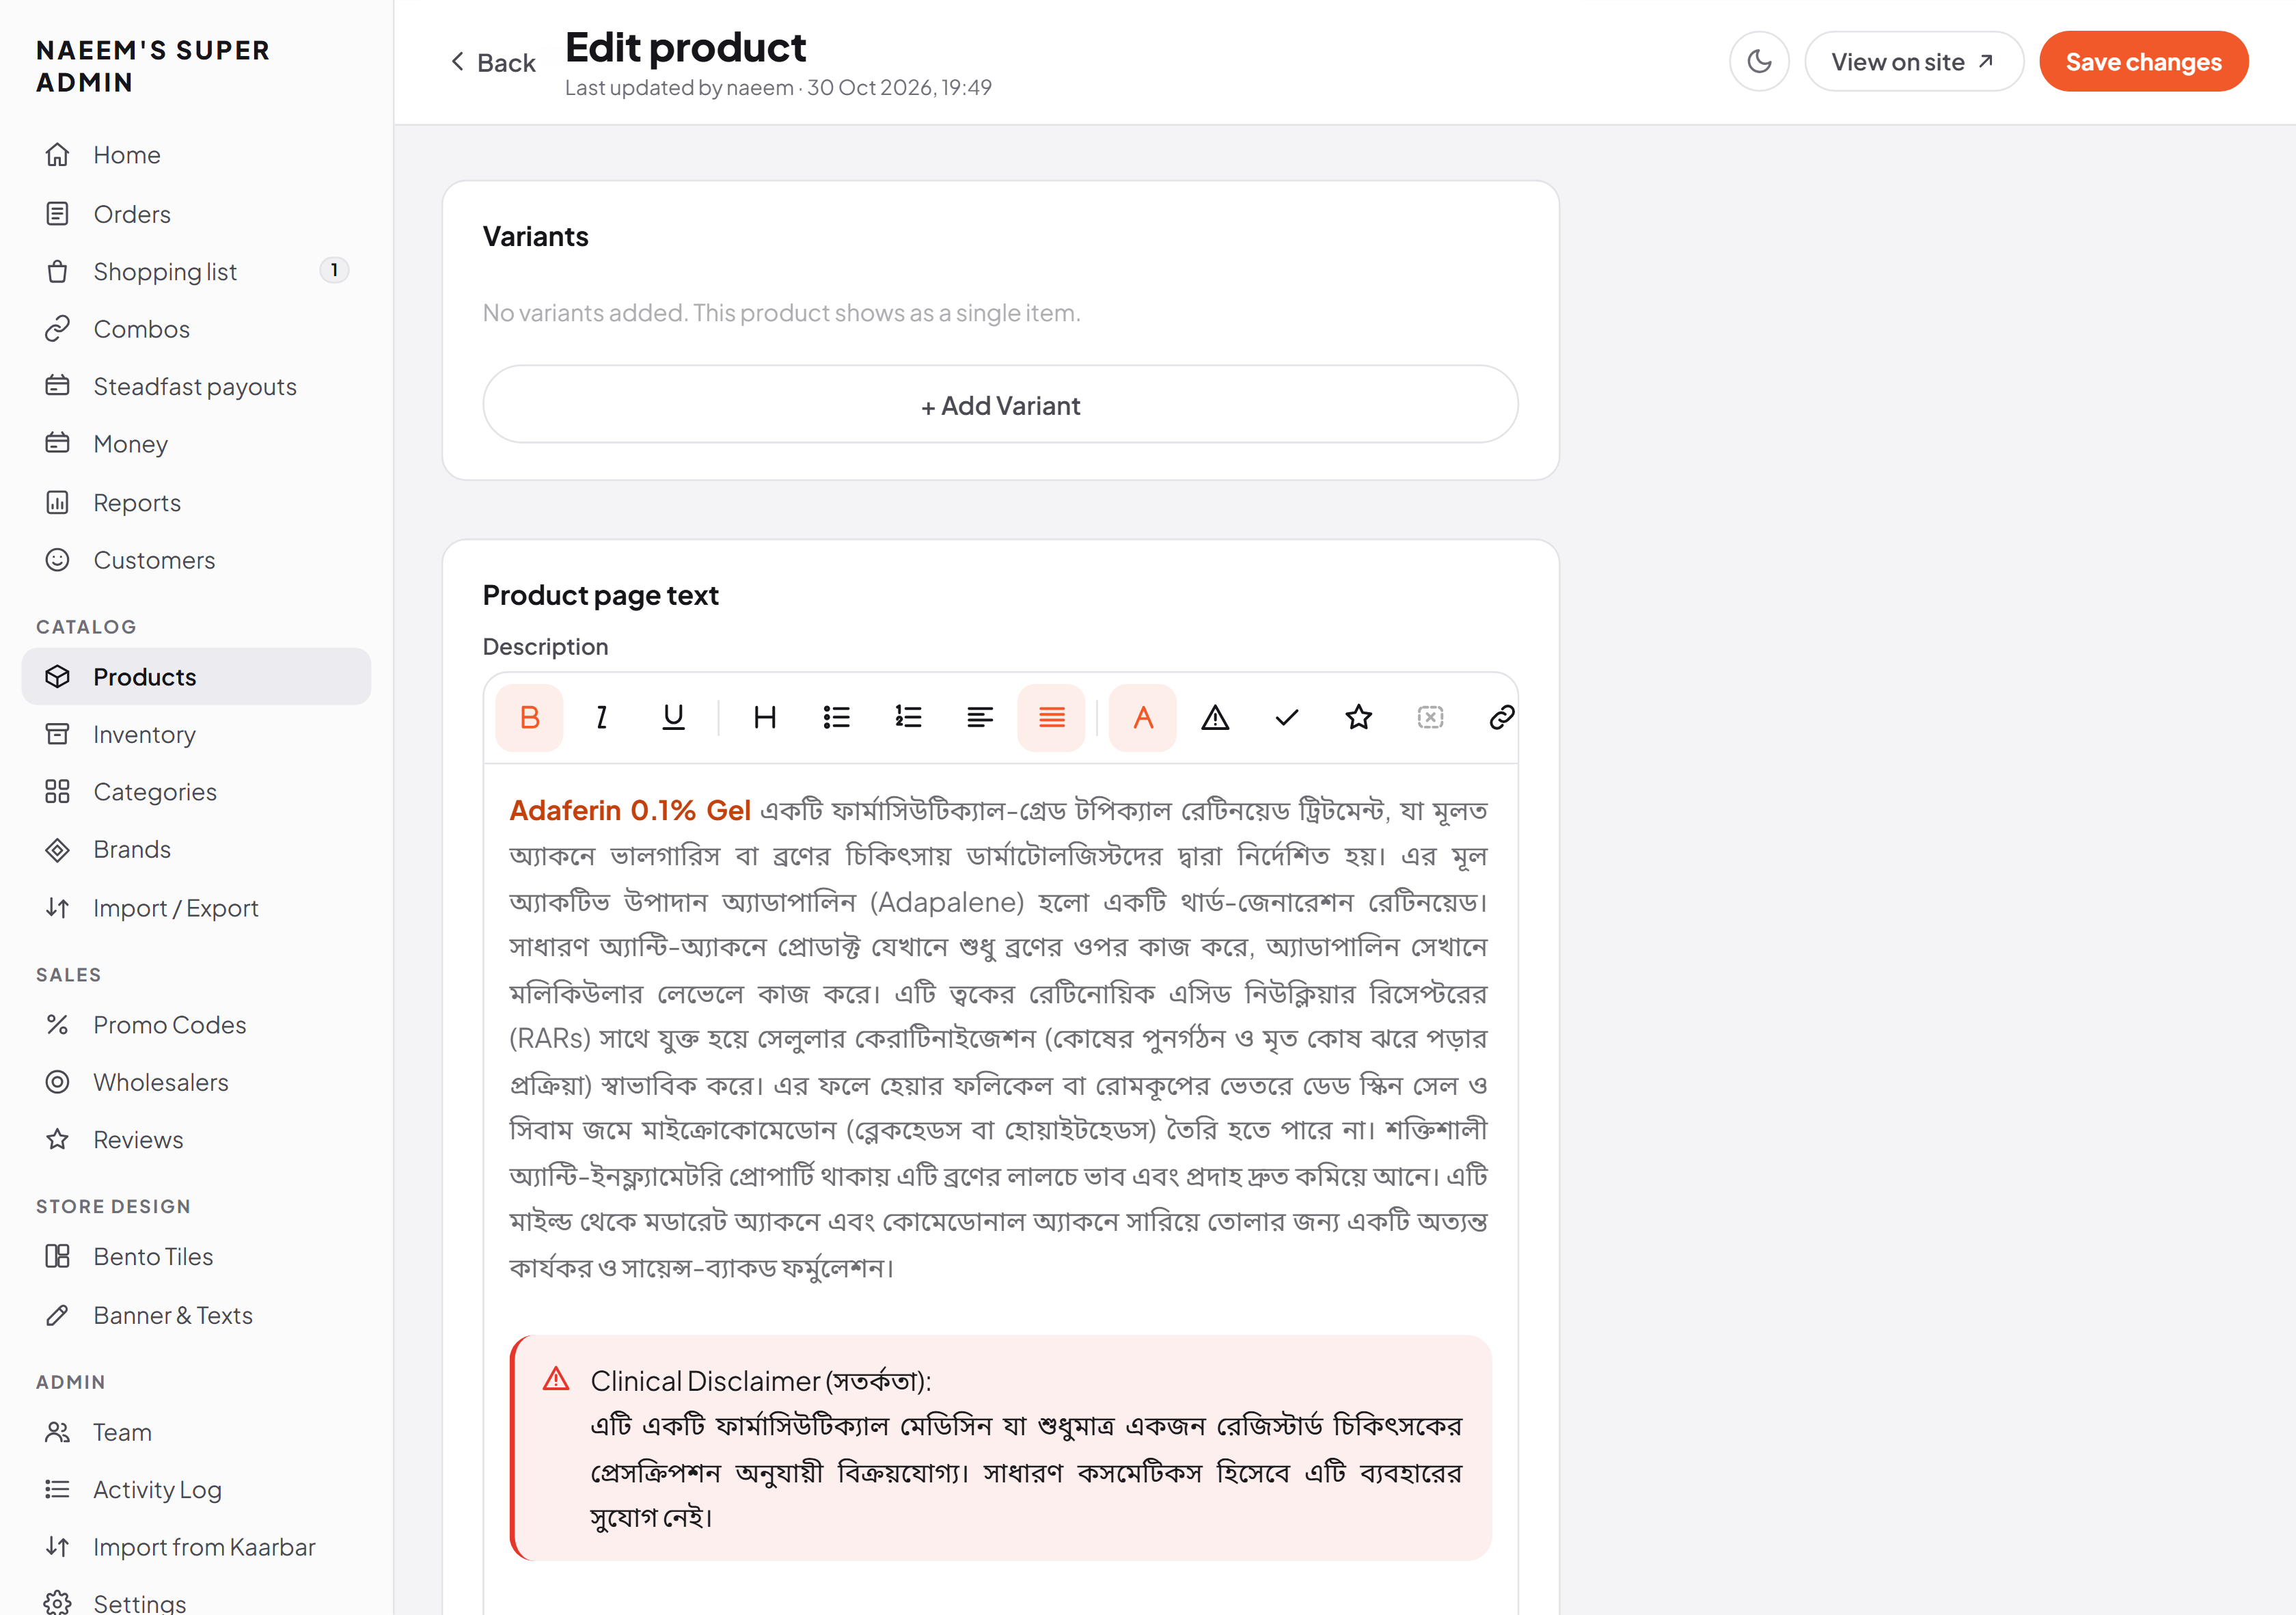 NAEEM'S SUPER
ADMIN
Home
Orders
Shopping list 1
Combos
Steadfast payouts
Money
Reports
Customers
CATALOG
Products
Inventory
Categories
Brands
Import / Export
SALES
Promo Codes
Wholesalers
Reviews
STORE DESIGN
Bento Tiles
Banner & Texts
ADMIN
Team
Activity Log
Import from Kaarbar
Settings
Back
Edit product
Last updated by naeem · 30 Oct 2026, 19:49
View on site
Save changes
Variants
No variants added. This product shows as a single item.
+ Add Variant
Product page text
Description
Adaferin 0.1% Gel একটি ফার্মাসিউটিক্যাল-গ্রেড টপিক্যাল রেটিনয়েড ট্রিটমেন্ট, যা মূলত
অ্যাকনে ভালগারিস বা ব্রণের চিকিৎসায় ডার্মাটোলজিস্টদের দ্বারা নির্দেশিত হয়। এর মূল
অ্যাকটিভ উপাদান অ্যাডাপালিন (Adapalene) হলো একটি থার্ড-জেনারেশন রেটিনয়েড।
সাধারণ অ্যান্টি-অ্যাকনে প্রোডাক্ট যেখানে শুধু ব্রণের ওপর কাজ করে, অ্যাডাপালিন সেখানে
মলিকিউলার লেভেলে কাজ করে। এটি ত্বকের রেটিনোয়িক এসিড নিউক্লিয়ার রিসেপ্টরের
(RARs) সাথে যুক্ত হয়ে সেলুলার কেরাটিনাইজেশন (কোষের পুনর্গঠন ও মৃত কোষ ঝরে পড়ার
প্রক্রিয়া) স্বাভাবিক করে। এর ফলে হেয়ার ফলিকেল বা রোমকূপের ভেতরে ডেড স্কিন সেল ও
সিবাম জমে মাইক্রোকোমেডোন (ব্লেকহেডস বা হোয়াইটহেডস) তৈরি হতে পারে না। শক্তিশালী
অ্যান্টি-ইনফ্ল্যামেটরি প্রোপার্টি থাকায় এটি ব্রণের লালচে ভাব এবং প্রদাহ দ্রুত কমিয়ে আনে। এটি
মাইল্ড থেকে মডারেট অ্যাকনে এবং কোমেডোনাল অ্যাকনে সারিয়ে তোলার জন্য একটি অত্যন্ত
কার্যকর ও সায়েন্স-ব্যাকড ফর্মুলেশন।
Clinical Disclaimer (সতর্কতা):
এটি একটি ফার্মাসিউটিক্যাল মেডিসিন যা শুধুমাত্র একজন রেজিস্টার্ড চিকিৎসকের
প্রেসক্রিপশন অনুযায়ী বিক্রয়যোগ্য। সাধারণ কসমেটিকস হিসেবে এটি ব্যবহারের
সুযোগ নেই।